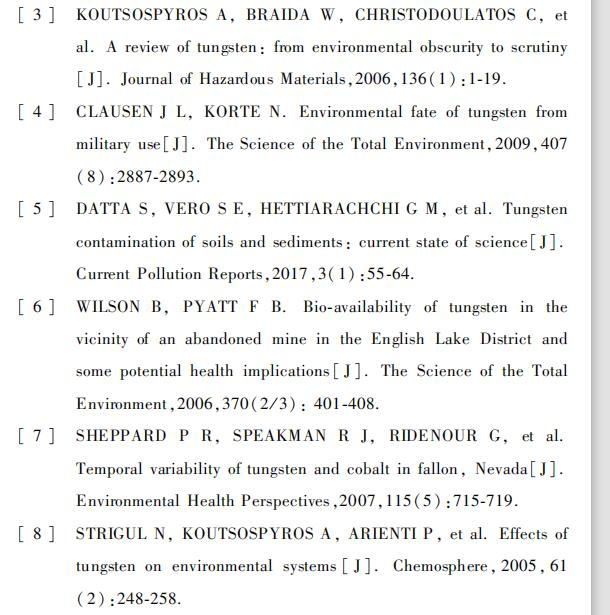 [ 3 ] KOUTSOSPYROS A, BRAIDA W, CHRISTODOULATOS C, et
al. A review of tungsten: from environmental obscurity to scrutiny
[J]. Journal of Hazardous Materials,2006,136(1):1-19.
[ 4 ] CLAUSEN J L, KORTE N. Environmental fate of tungsten from
military use[J]. The Science of the Total Environment,2009,407
(8):2887-2893.
[ 5 ] DATTA S, VERO S E, HETTIARACHCHI G M, et al. Tungsten
contamination of soils and sediments: current state of science[J].
Current Pollution Reports,2017,3(1):55-64.
[ 6 ] WILSON B, PYATT F B. Bio-availability of tungsten in the
vicinity of an abandoned mine in the English Lake District and
some potential health implications[J]. The Science of the Total
Environment,2006,370(2/3): 401-408.
[ 7 ] SHEPPARD P R, SPEAKMAN R J, RIDENOUR G, et al.
Temporal variability of tungsten and cobalt in fallon, Nevada[J].
Environmental Health Perspectives,2007,115(5):715-719.
[ 8 ] STRIGUL N, KOUTSOSPYROS A, ARIENTI P, et al. Effects of
tungsten on environmental systems [J]. Chemosphere, 2005, 61
(2):248-258.